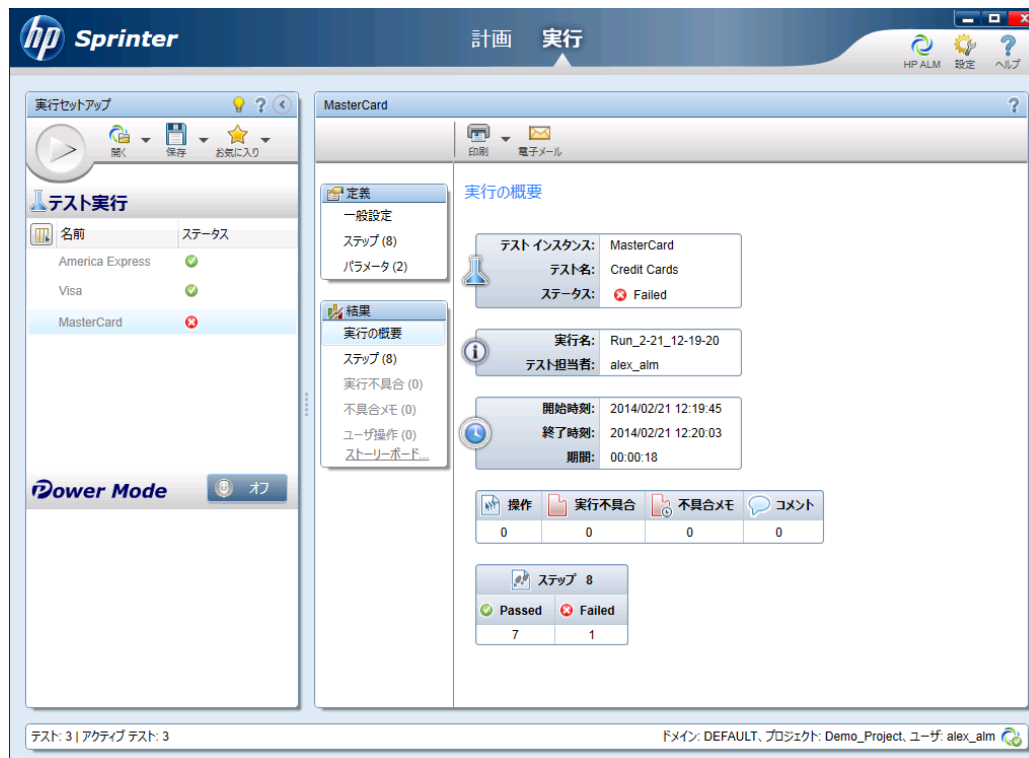 hp Sprinter
計画 実行
HP ALM 設定 ヘルプ
実行セットアップ ?
開く 保存 お気に入り
テスト実行
名前 ステータス
America Express
Visa
MasterCard
Power Mode オフ
MasterCard ?
印刷 電子メール
定義
一般設定
ステップ (8)
パラメータ (2)
結果
実行の概要
ステップ (8)
実行不具合 (0)
不具合メモ (0)
ユーザ操作 (0)
ストーリーボード...
実行の概要
テスト インスタンス: MasterCard
テスト名: Credit Cards
ステータス: Failed
実行名: Run_2-21_12-19-20
テスト担当者: alex_alm
開始時刻: 2014/02/21 12:19:45
終了時刻: 2014/02/21 12:20:03
期間: 00:00:18
操作 実行不具合 不具合メモ コメント
0 0 0 0
ステップ 8
Passed Failed
7 1
テスト: 3 | アクティブ テスト: 3
ドメイン: DEFAULT、プロジェクト: Demo_Project、ユーザ: alex_alm